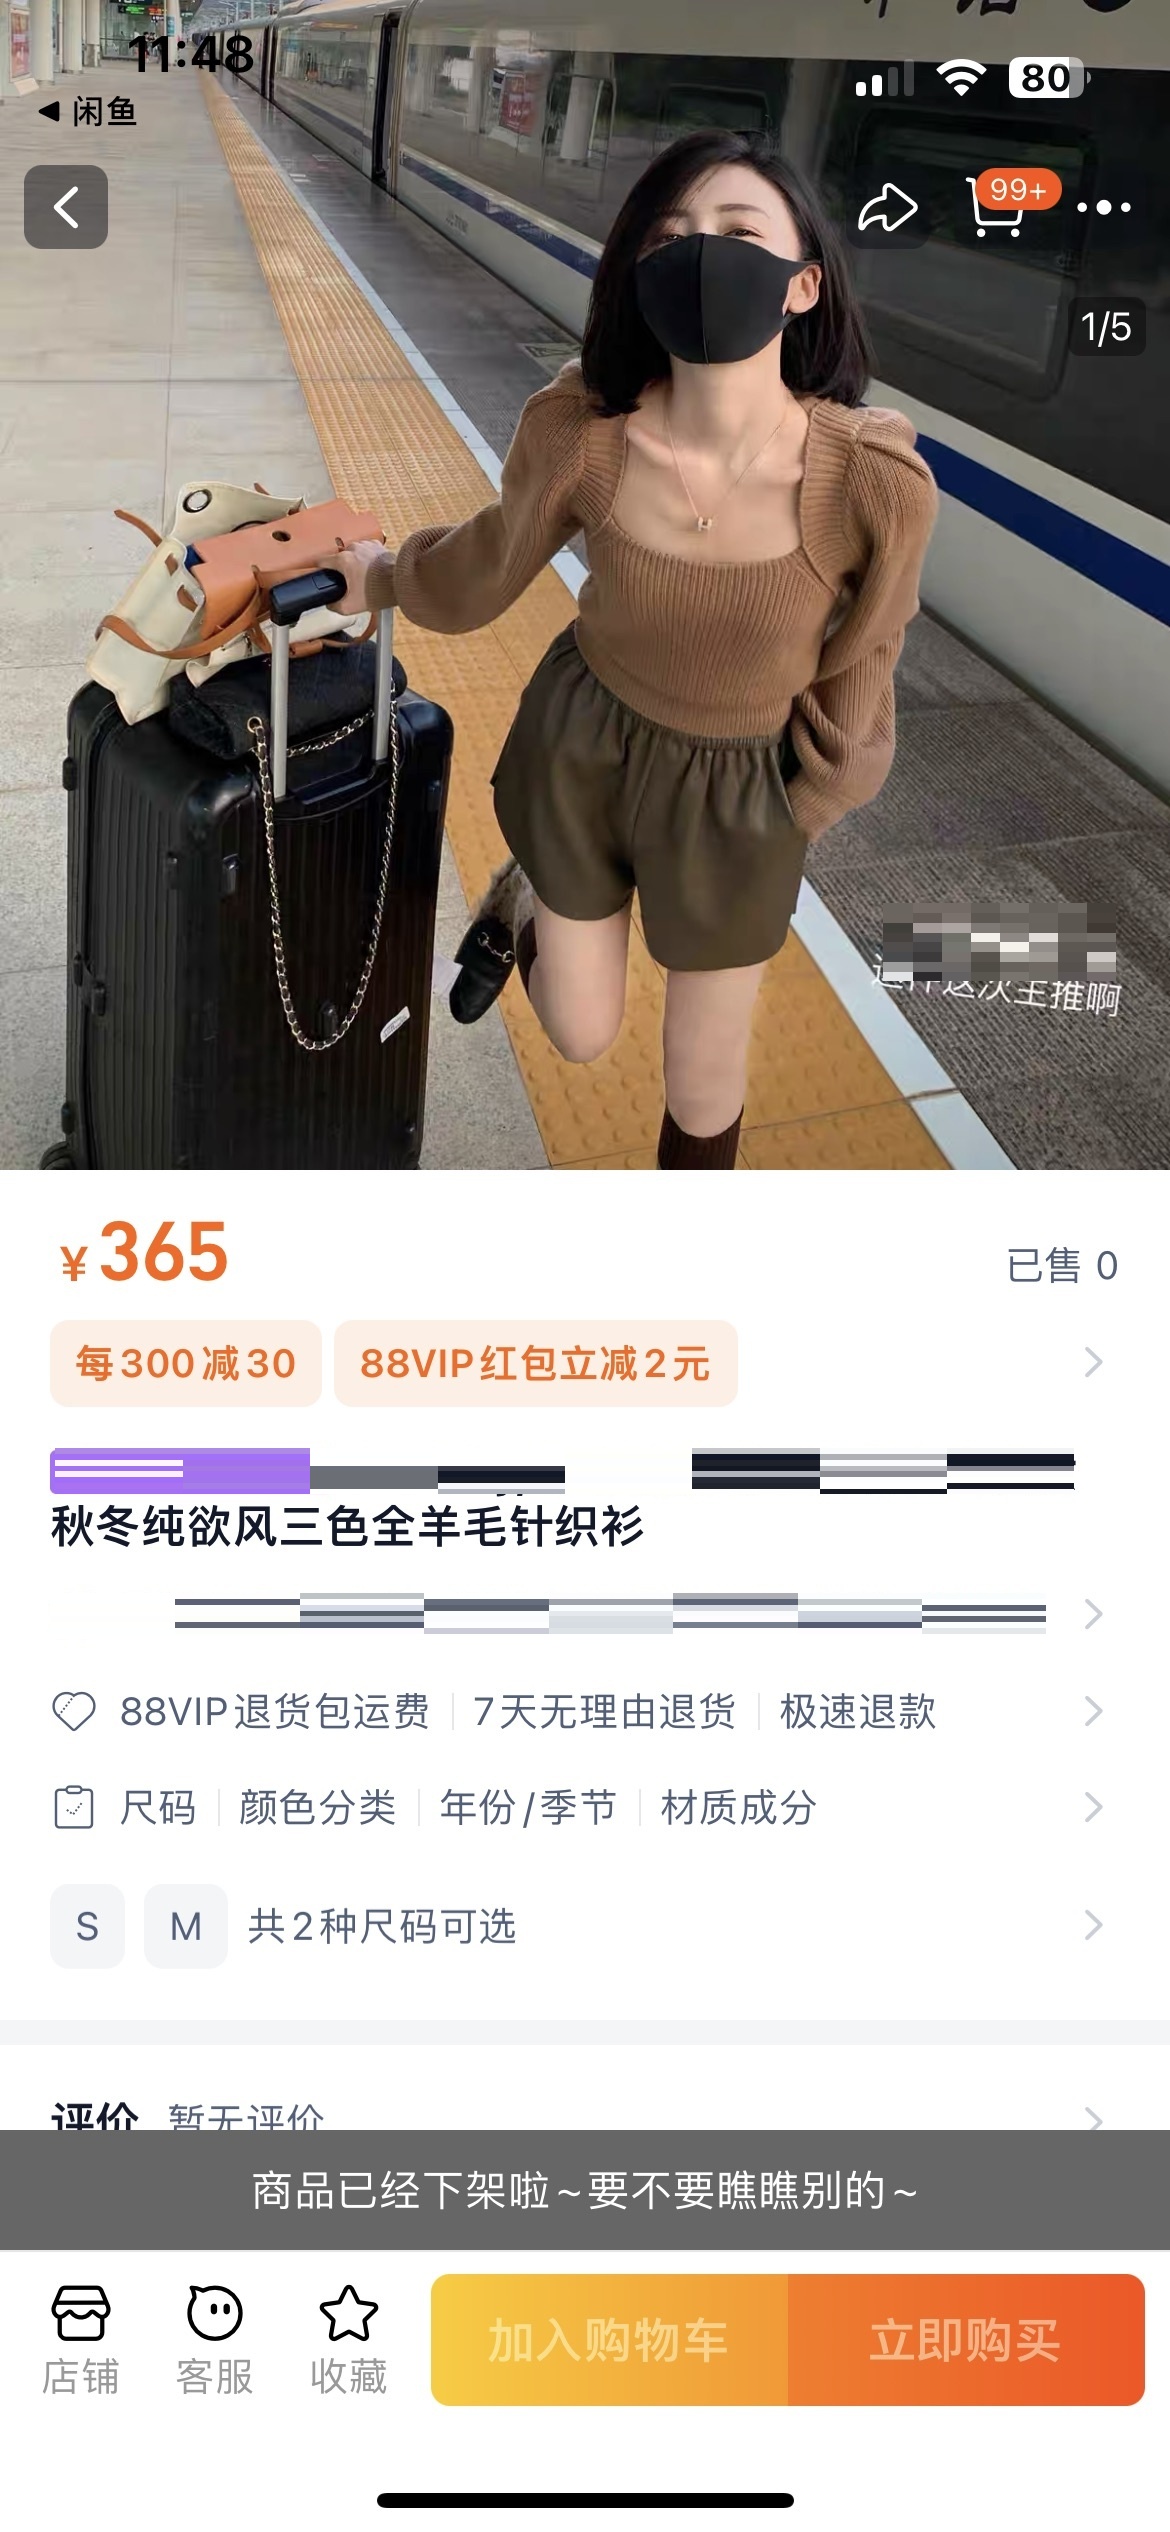 11:48
80
闲鱼
99+
1/5
这次主推啊
¥365
已售 0
每300减30
88VIP红包立减2元
秋冬纯欲风三色全羊毛针织衫
88VIP退货包运费
7天无理由退货
极速退款
尺码
颜色分类
年份/季节
材质成分
S
M
共2种尺码可选
评价
暂无评价
商品已经下架啦~要不要瞧瞧别的~
店铺
客服
收藏
加入购物车
立即购买